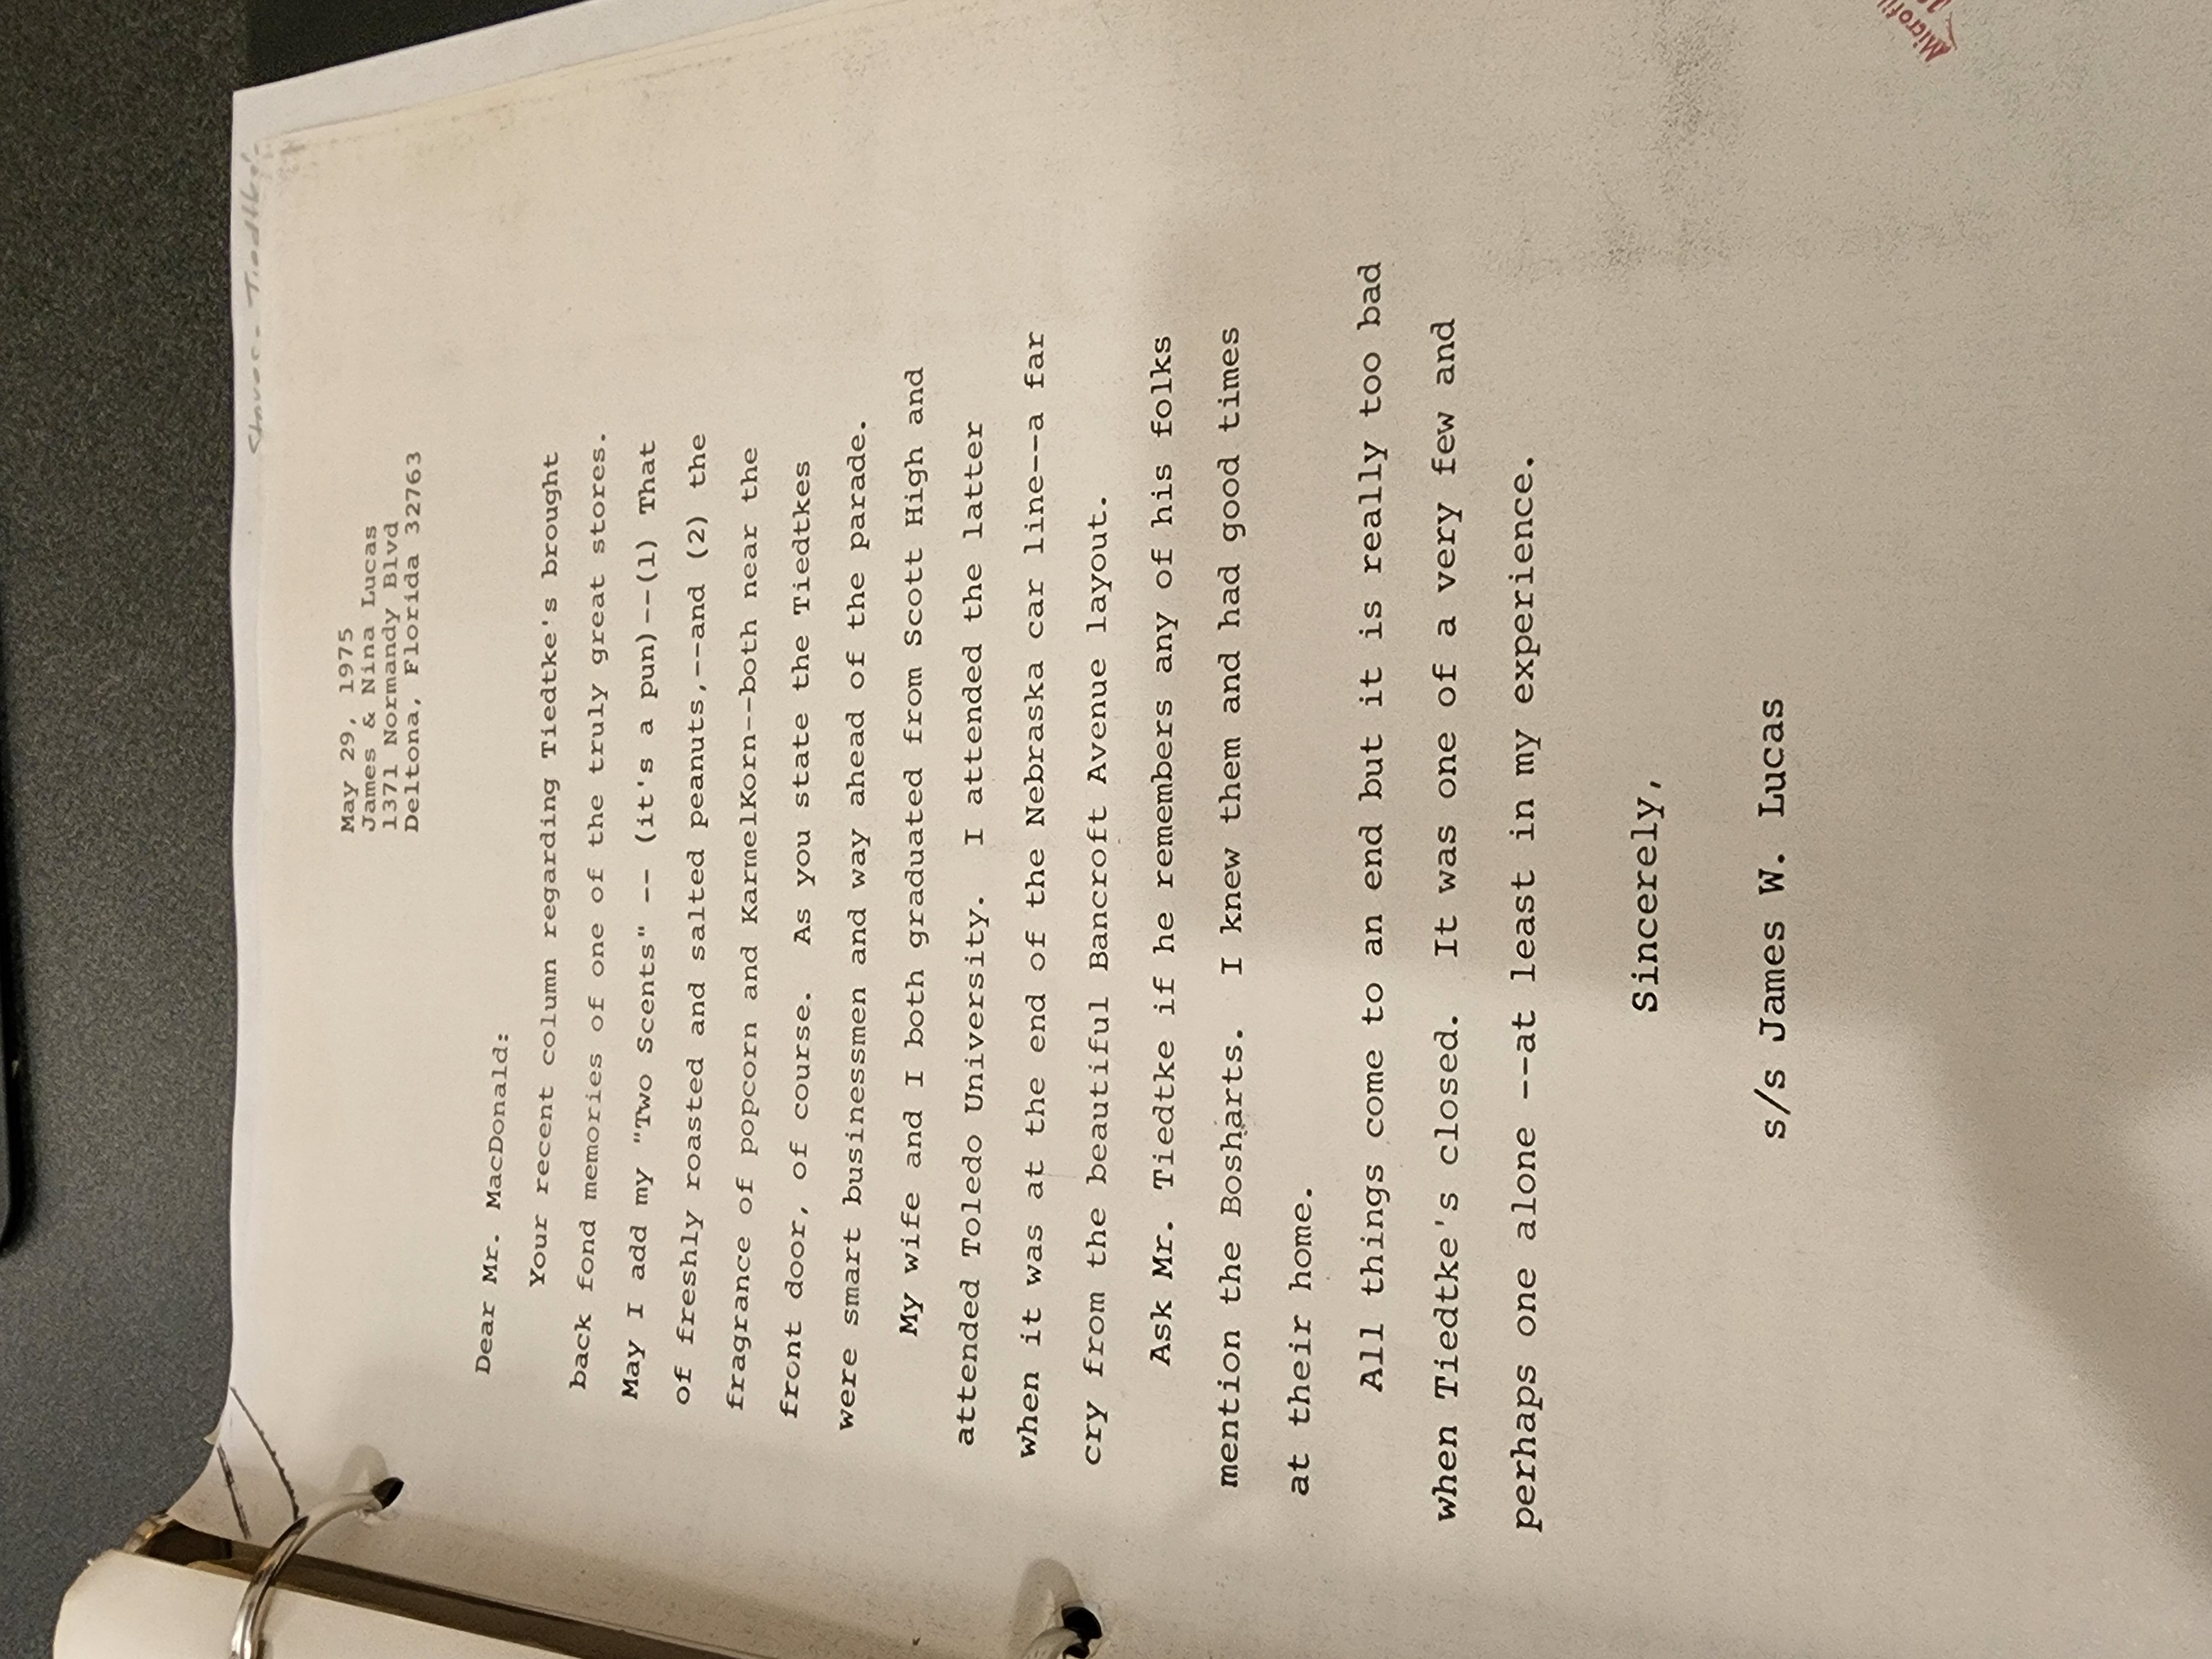 Stores - Tiedtke's
May 29, 1975
James & Nina Lucas
1371 Normandy Blvd
Deltona, Florida 32763
Dear Mr. MacDonald:
Your recent column regarding Tiedtke's brought
back fond memories of one of the truly great stores.
May I add my "Two Scents" -- (it's a pun)--(1) That
of freshly roasted and salted peanuts,--and (2) the
fragrance of popcorn and KarmelKorn--both near the
front door, of course. As you state the Tiedtkes
were smart businessmen and way ahead of the parade.
My wife and I both graduated from Scott High and
attended Toledo University. I attended the latter
when it was at the end of the Nebraska car line--a far
cry from the beautiful Bancroft Avenue layout.
Ask Mr. Tiedtke if he remembers any of his folks
mention the Bosharts. I knew them and had good times
at their home.
All things come to an end but it is really too bad
when Tiedtke's closed. It was one of a very few and
perhaps one alone --at least in my experience.
Sincerely,
s/s James W. Lucas